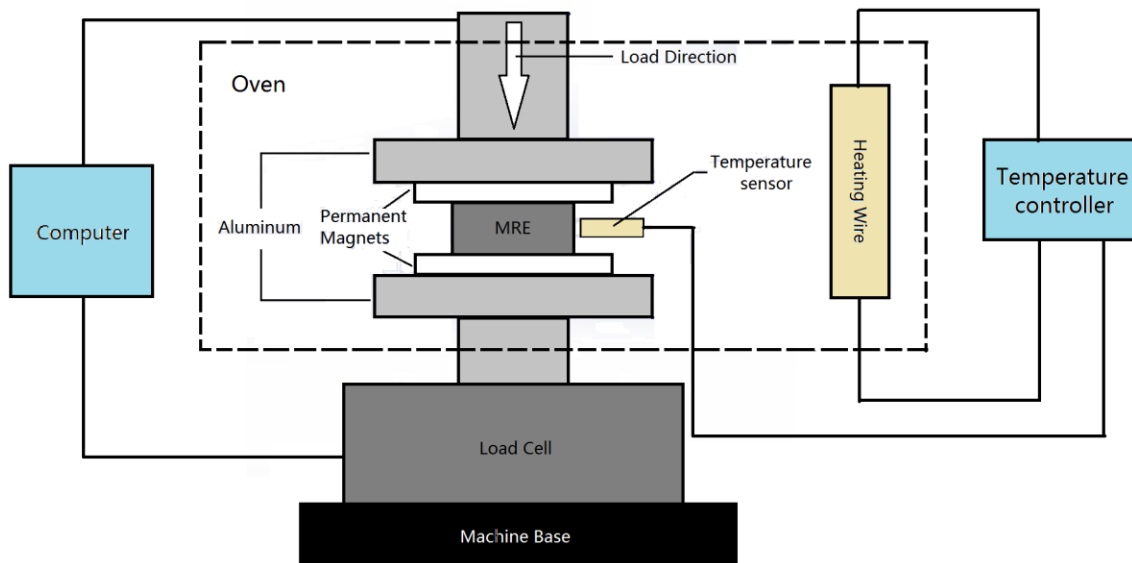 Load Direction
Oven
Temperature
sensor
Heating Wire
Temperature
controller
Computer
Aluminum
Permanent
Magnets
MRE
Load Cell
Machine Base